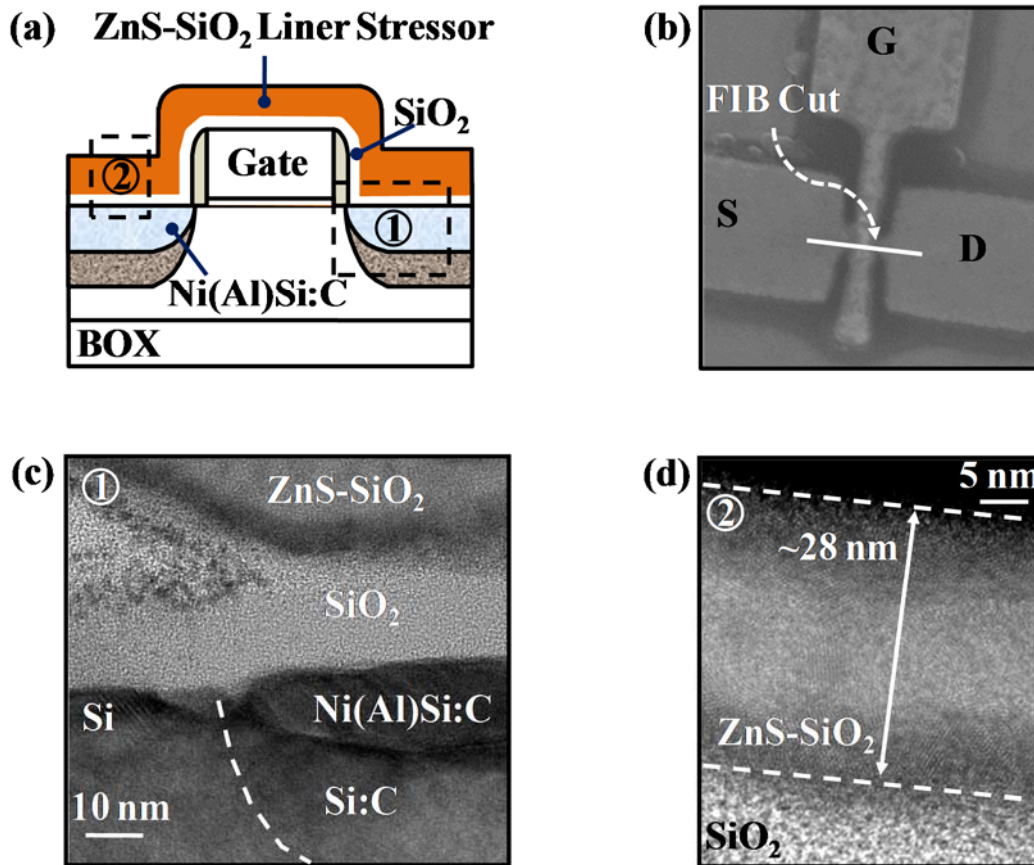 (a)
ZnS-SiO₂ Liner Stressor
SiO₂
Gate
②
①
Ni(Al)Si:C
BOX
(b)
G
FIB Cut
S
D
(c)
①
ZnS-SiO₂
SiO₂
Si
Ni(Al)Si:C
10 nm
Si:C
(d)
5 nm
②
~28 nm
ZnS-SiO₂
SiO₂